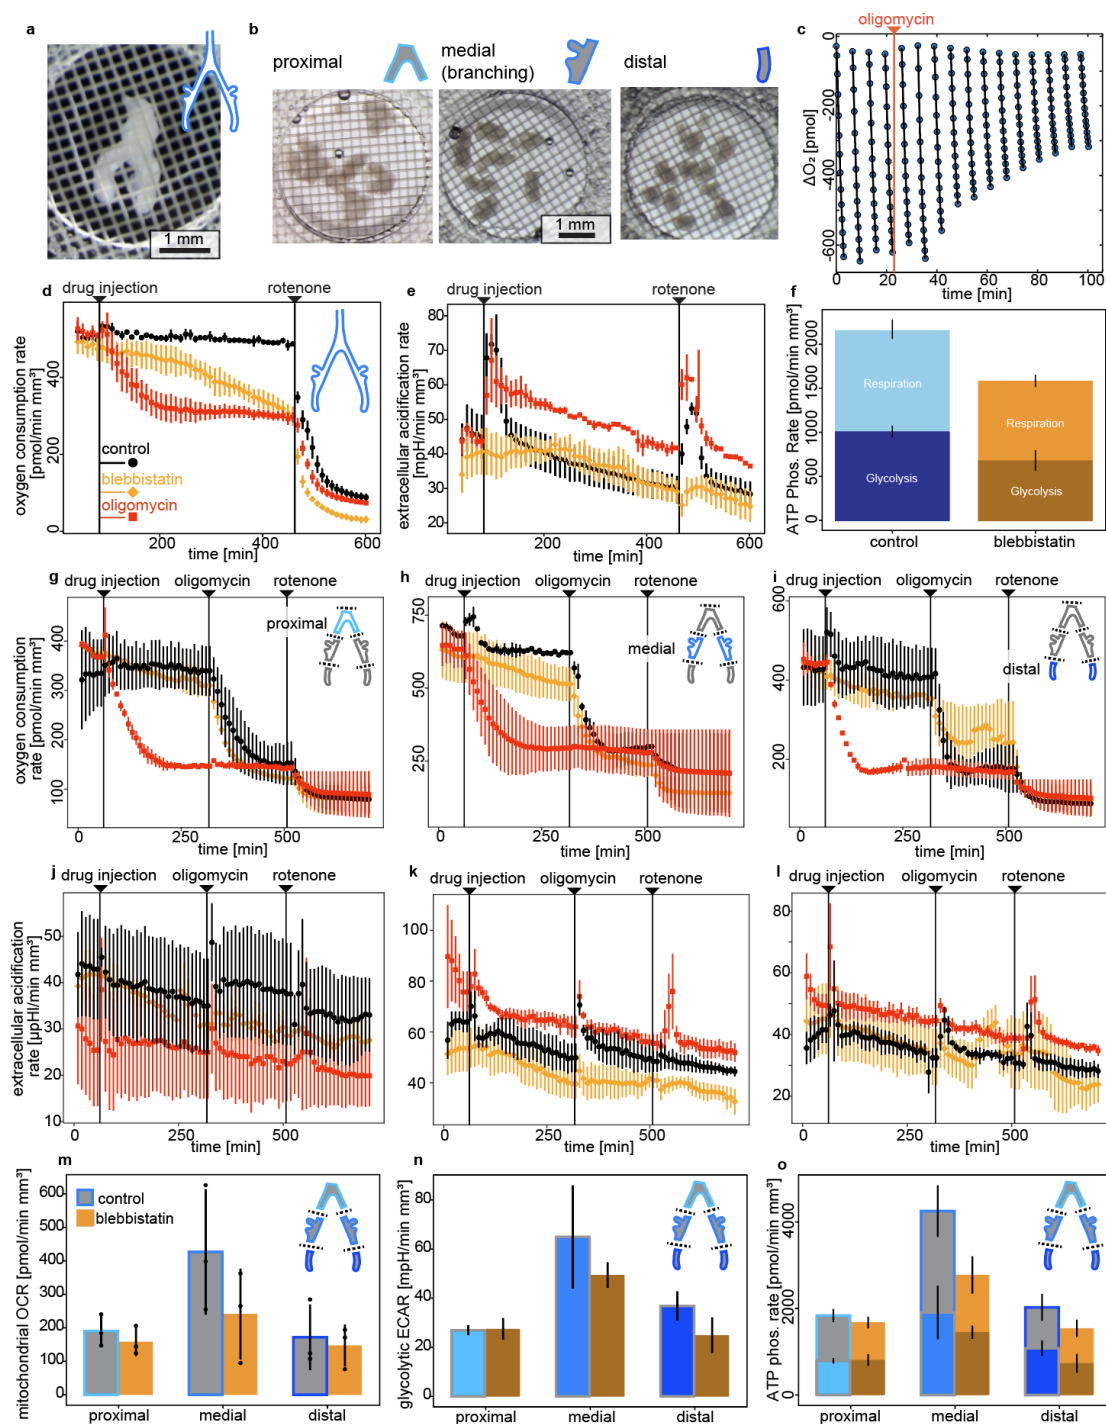 a
1 mm
b
proximal
medial
(branching)
distal
1 mm
oligomycin
c
ΔO₂ [pmol]
0
-200
-400
-600
0 20 40 60 80 100
time [min]
drug injection rotenone
d
oxygen consumption rate
[pmol/min mm³]
400
200
0
control
blebbistatin
oligomycin
200 400 600
time [min]
drug injection rotenone
e
extracellular acidification rate
[mpH/min mm³]
80
70
60
50
40
30
20
200 400 600
time [min]
f
ATP Phos. Rate [pmol/min mm³]
2000
1500
1000
500
0
Respiration
Glycolysis
Respiration
Glycolysis
control blebbistatin
g
drug injection oligomycin rotenone
proximal
oxygen consumption
rate [pmol/min mm³]
400
300
200
100
0 250 500
time [min]
h
drug injection oligomycin rotenone
medial
750
500
250
0 250 500
time [min]
i
drug injection oligomycin rotenone
distal
600
400
200
0 250 500
time [min]
j
drug injection oligomycin rotenone
extracellular acidification
rate [µpHI/min mm³]
50
40
30
20
10
0 250 500
time [min]
k
drug injection oligomycin rotenone
100
80
60
40
0 250 500
time [min]
l
drug injection oligomycin rotenone
80
60
40
20
0 250 500
time [min]
m
mitochondrial OCR [pmol/min mm³]
600
500
400
300
200
100
0
control
blebbistatin
proximal medial distal
n
glycolytic ECAR [mpH/min mm³]
80
60
40
20
0
proximal medial distal
o
ATP phos. rate [pmol/min mm³]
4000
2000
0
proximal medial distal